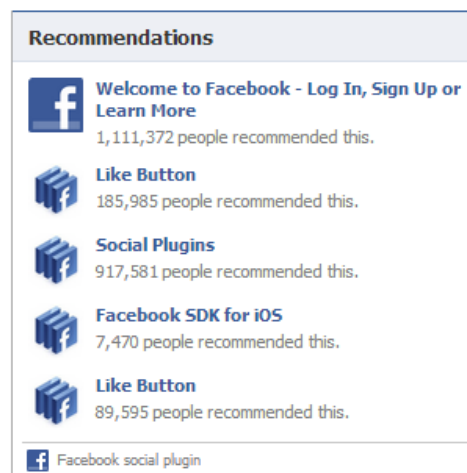 Recommendations
Welcome to Facebook - Log In, Sign Up or
Learn More
1,111,372 people recommended this.
Like Button
185,985 people recommended this.
Social Plugins
917,581 people recommended this.
Facebook SDK for iOS
7,470 people recommended this.
Like Button
89,595 people recommended this.
Facebook social plugin